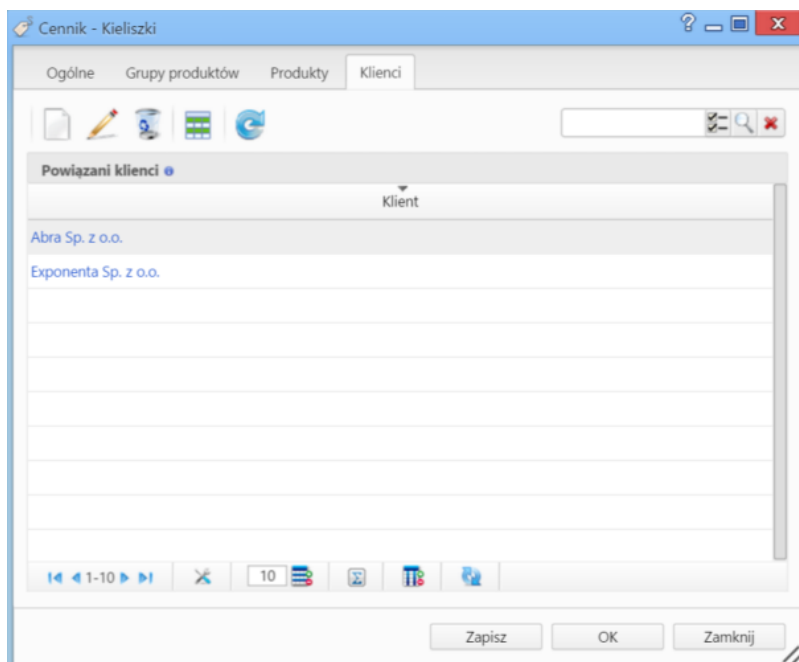 Cennik - Kieliszki
Ogólne Grupy produktów Produkty Klienci
Powiązani klienci
Klient
Abra Sp. z o.o.
Exponenta Sp. z o.o.
1-10 10
Zapisz OK Zamknij